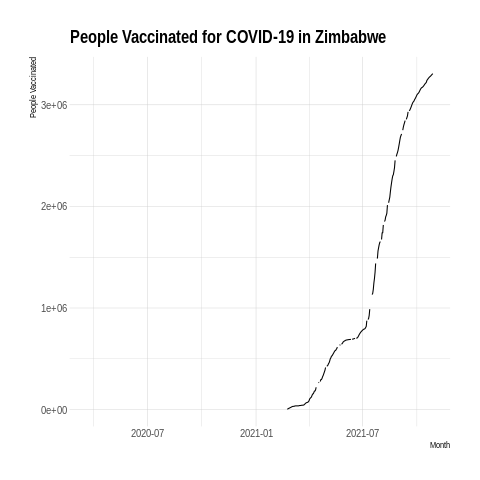 People Vaccinated for COVID-19 in Zimbabwe
People Vaccinated
3e+06
2e+06
1e+06
0e+00
2020-07 2021-01 2021-07
Month